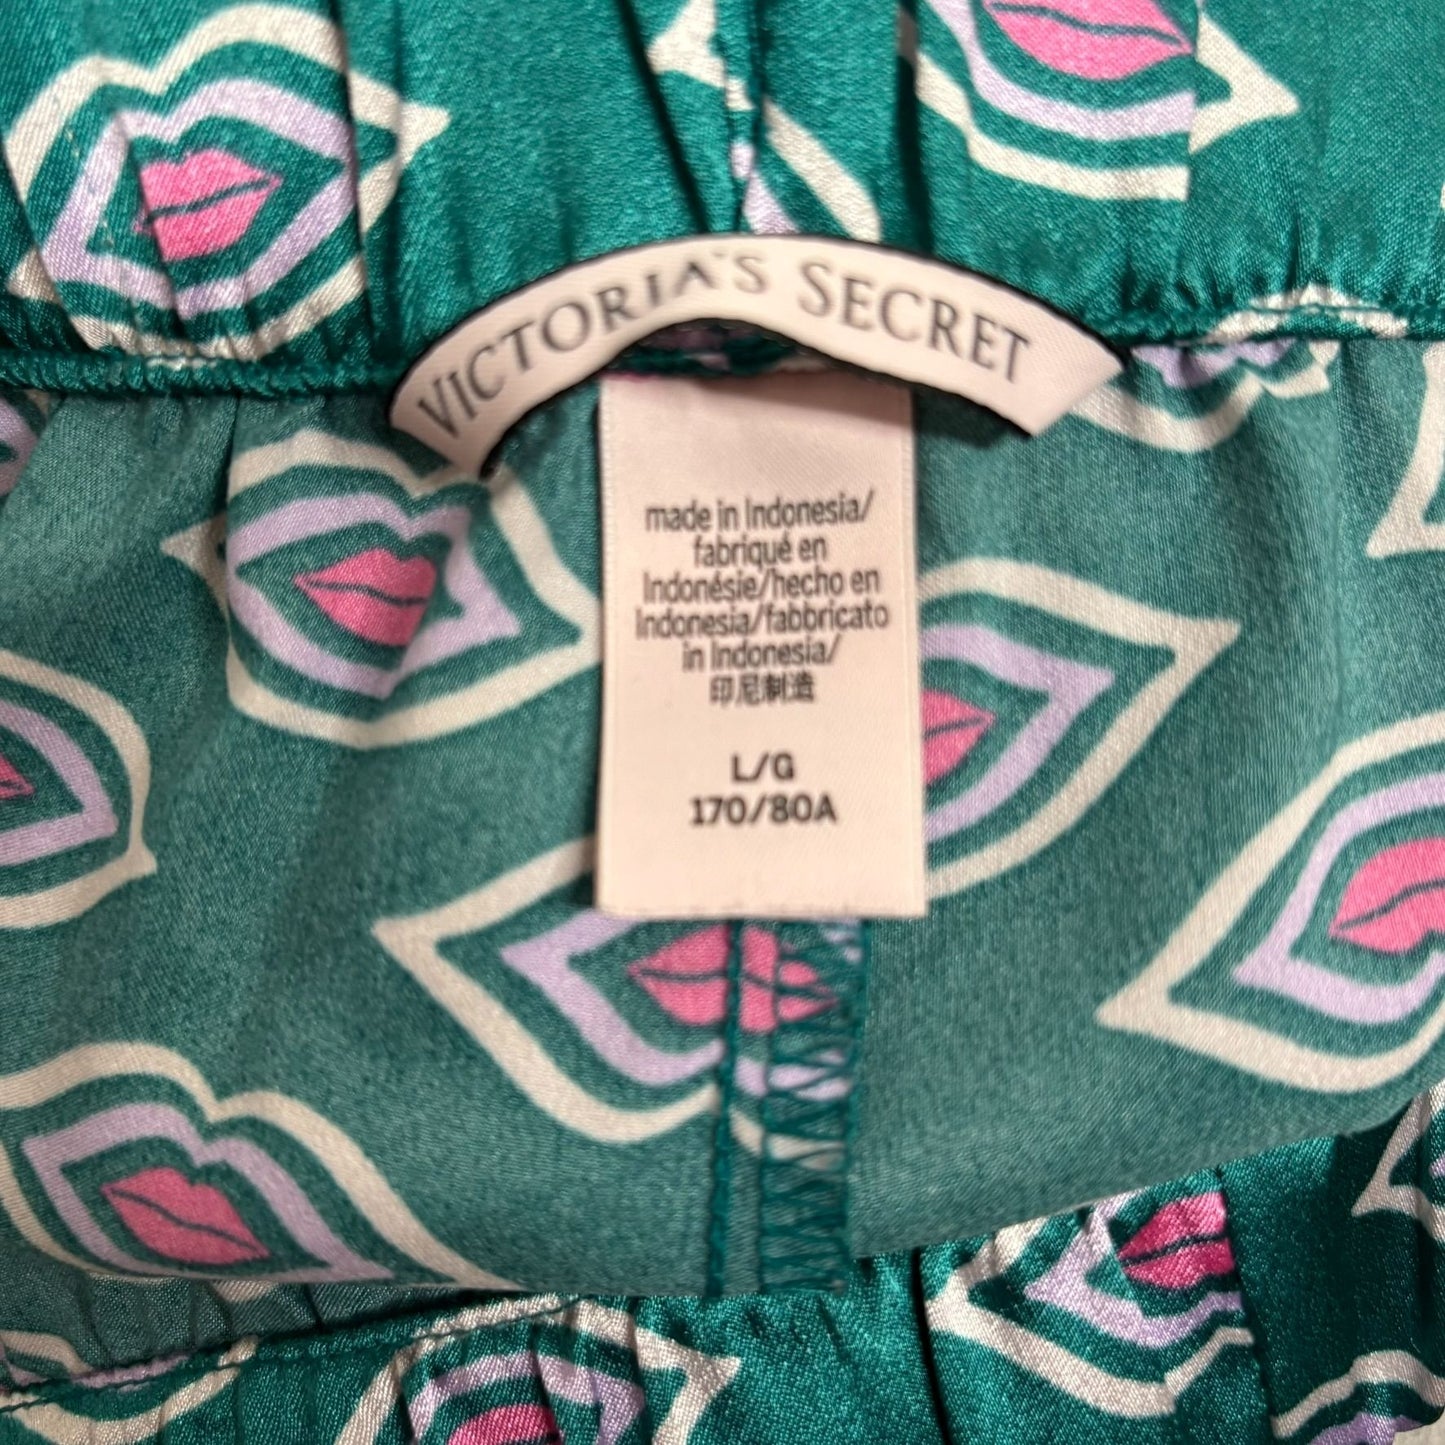 VICTORIA'S SECRET
made in Indonesia/
fabriqué en
Indonésie/hecho en
Indonesia/fabbricato
in Indonesia/
印尼制造
L/G
170/80A